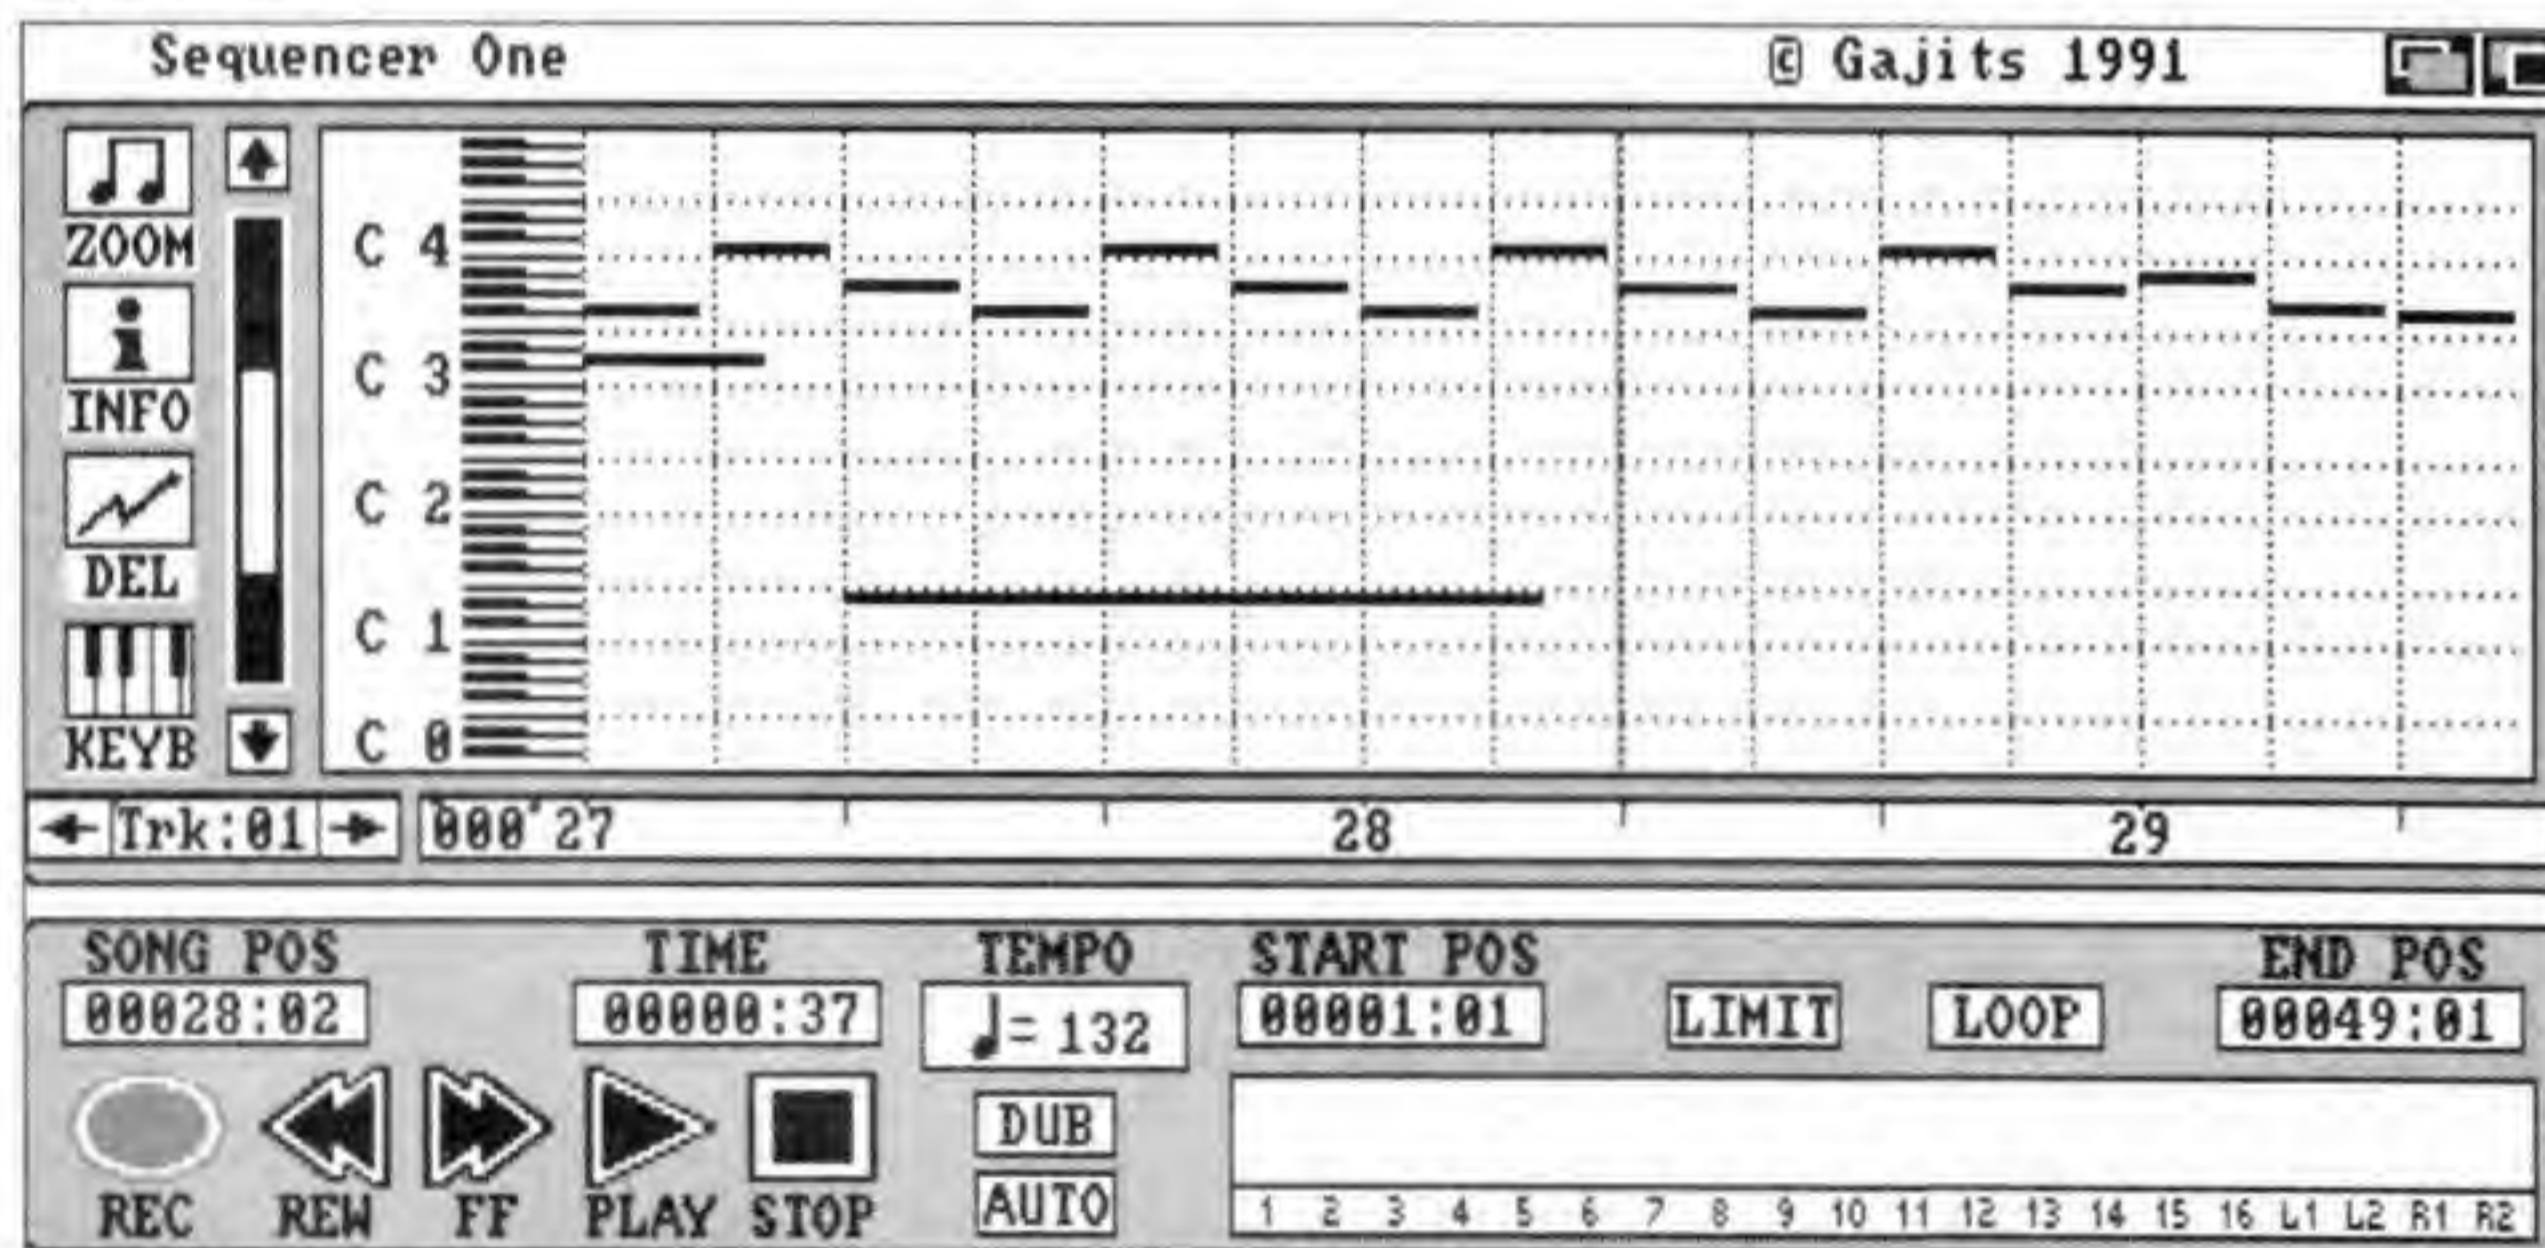 Sequencer One © Gajits 1991
ZOOM
INFO
DEL
KEYB
C 4
C 3
C 2
C 1
C 0
Trk:01 000 27 28 29
SONG POS TIME TEMPO START POS END POS
00028:02 00000:37 = 132 00001:01 LIMIT LOOP 00049:01
DUB
AUTO
REC REW FF PLAY STOP
1 2 3 4 5 6 7 8 9 10 11 12 13 14 15 16 L1 L2 R1 R2